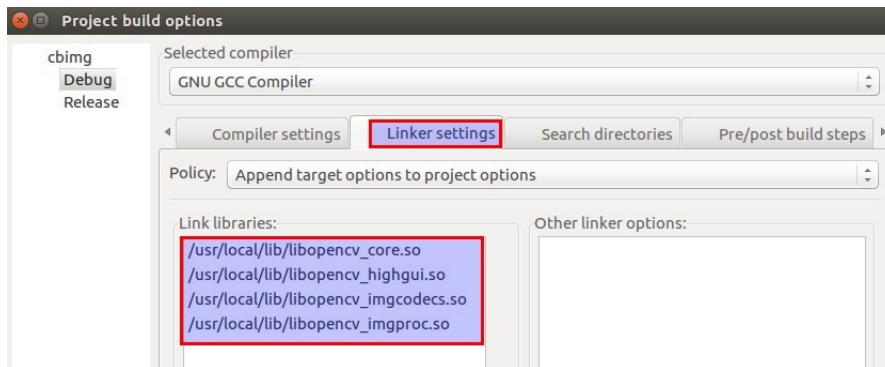 Project build options
cbimg
Debug
Release
Selected compiler
GNU GCC Compiler
Compiler settings
Linker settings
Search directories
Pre/post build steps
Policy:
Append target options to project options
Link libraries:
/usr/local/lib/libopencv_core.so
/usr/local/lib/libopencv_highgui.so
/usr/local/lib/libopencv_imgcodecs.so
/usr/local/lib/libopencv_imgproc.so
Other linker options: